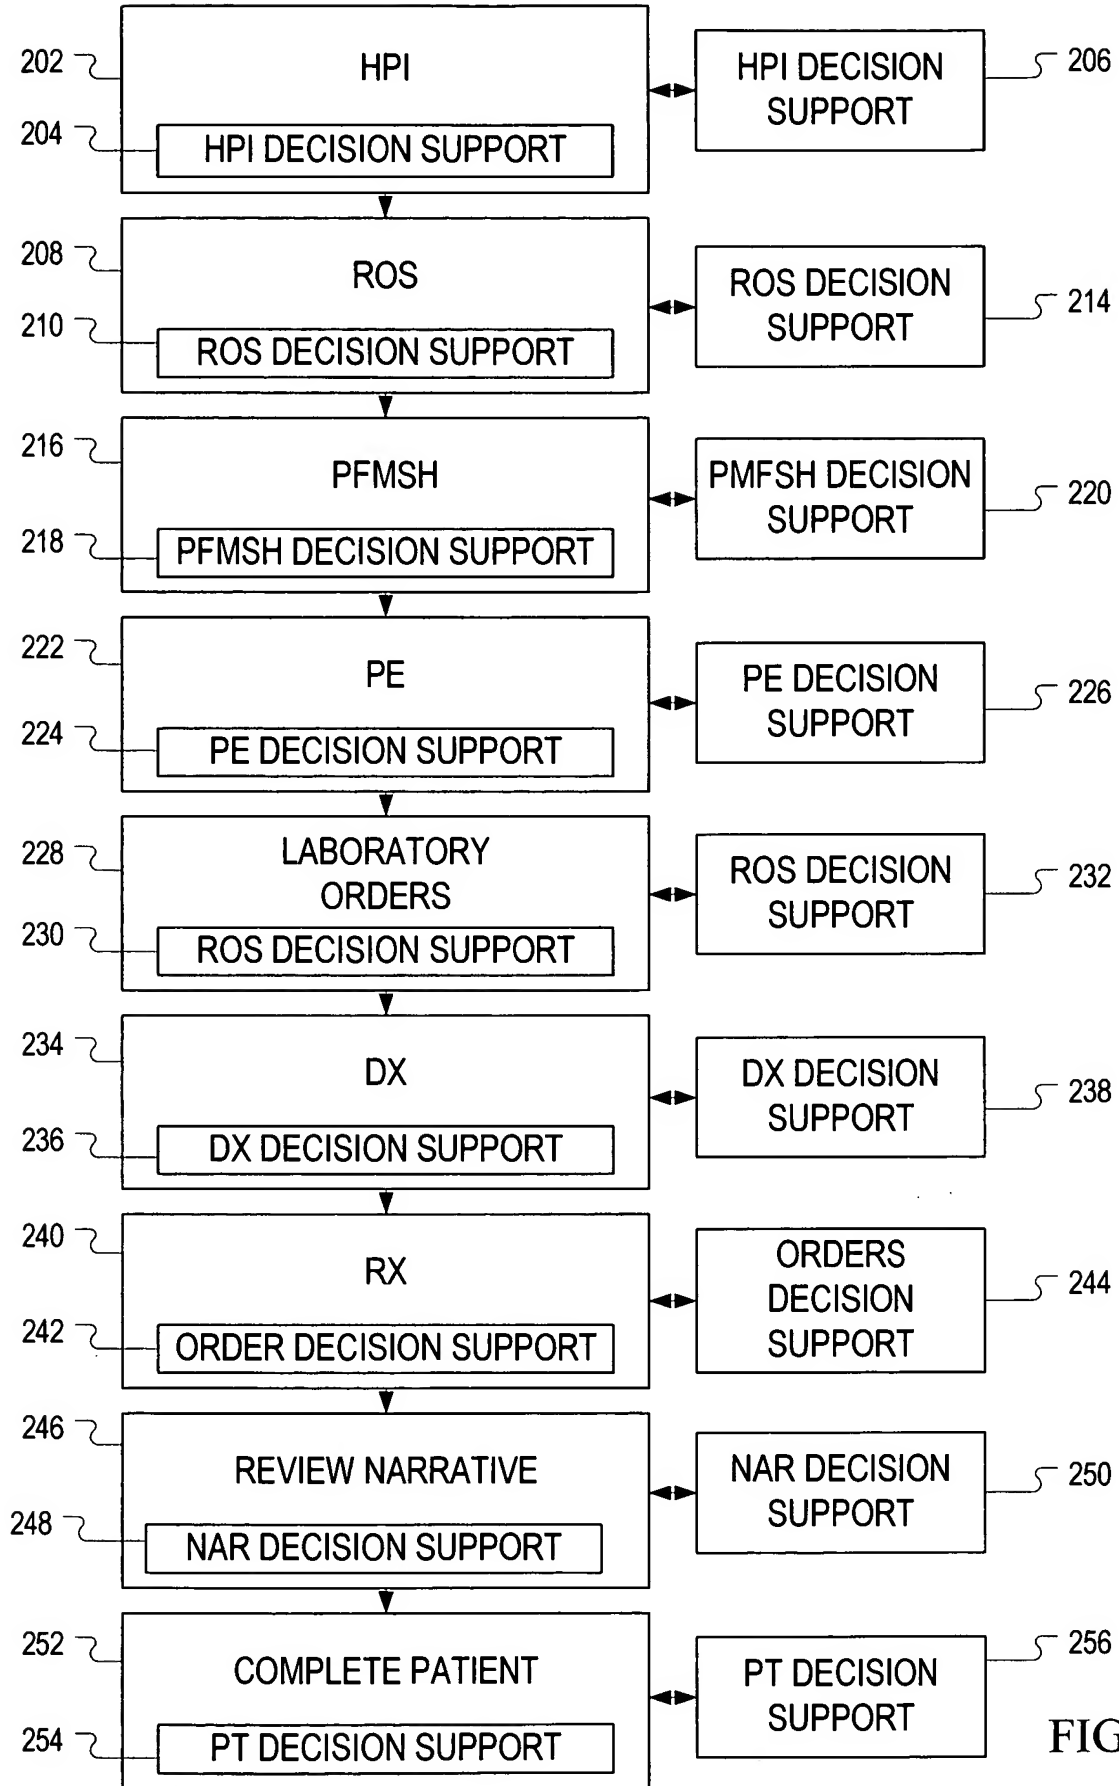 202
HPI
204
HPI DECISION SUPPORT
HPI DECISION
SUPPORT
206
208
ROS
210
ROS DECISION SUPPORT
ROS DECISION
SUPPORT
214
216
PFMSH
218
PFMSH DECISION SUPPORT
PMFSH DECISION
SUPPORT
220
222
PE
224
PE DECISION SUPPORT
PE DECISION
SUPPORT
226
228
LABORATORY
ORDERS
230
ROS DECISION SUPPORT
ROS DECISION
SUPPORT
232
234
DX
236
DX DECISION SUPPORT
DX DECISION
SUPPORT
238
240
RX
242
ORDER DECISION SUPPORT
ORDERS
DECISION
SUPPORT
244
246
REVIEW NARRATIVE
248
NAR DECISION SUPPORT
NAR DECISION
SUPPORT
250
252
COMPLETE PATIENT
254
PT DECISION SUPPORT
PT DECISION
SUPPORT
256
FIG